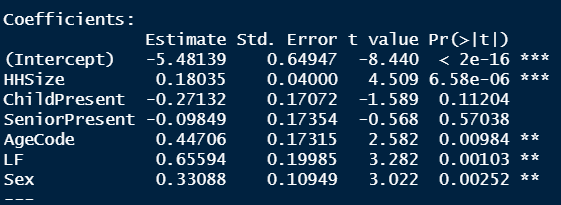 Coefficients:
Estimate Std. Error t value Pr(>|t|)
(Intercept) -5.48139 0.64947 -8.440 < 2e-16 ***
HHSize 0.18035 0.04000 4.509 6.58e-06 ***
ChildPresent -0.27132 0.17072 -1.589 0.11204
SeniorPresent -0.09849 0.17354 -0.568 0.57038
AgeCode 0.44706 0.17315 2.582 0.00984 **
LF 0.65594 0.19985 3.282 0.00103 **
Sex 0.33088 0.10949 3.022 0.00252 **
---